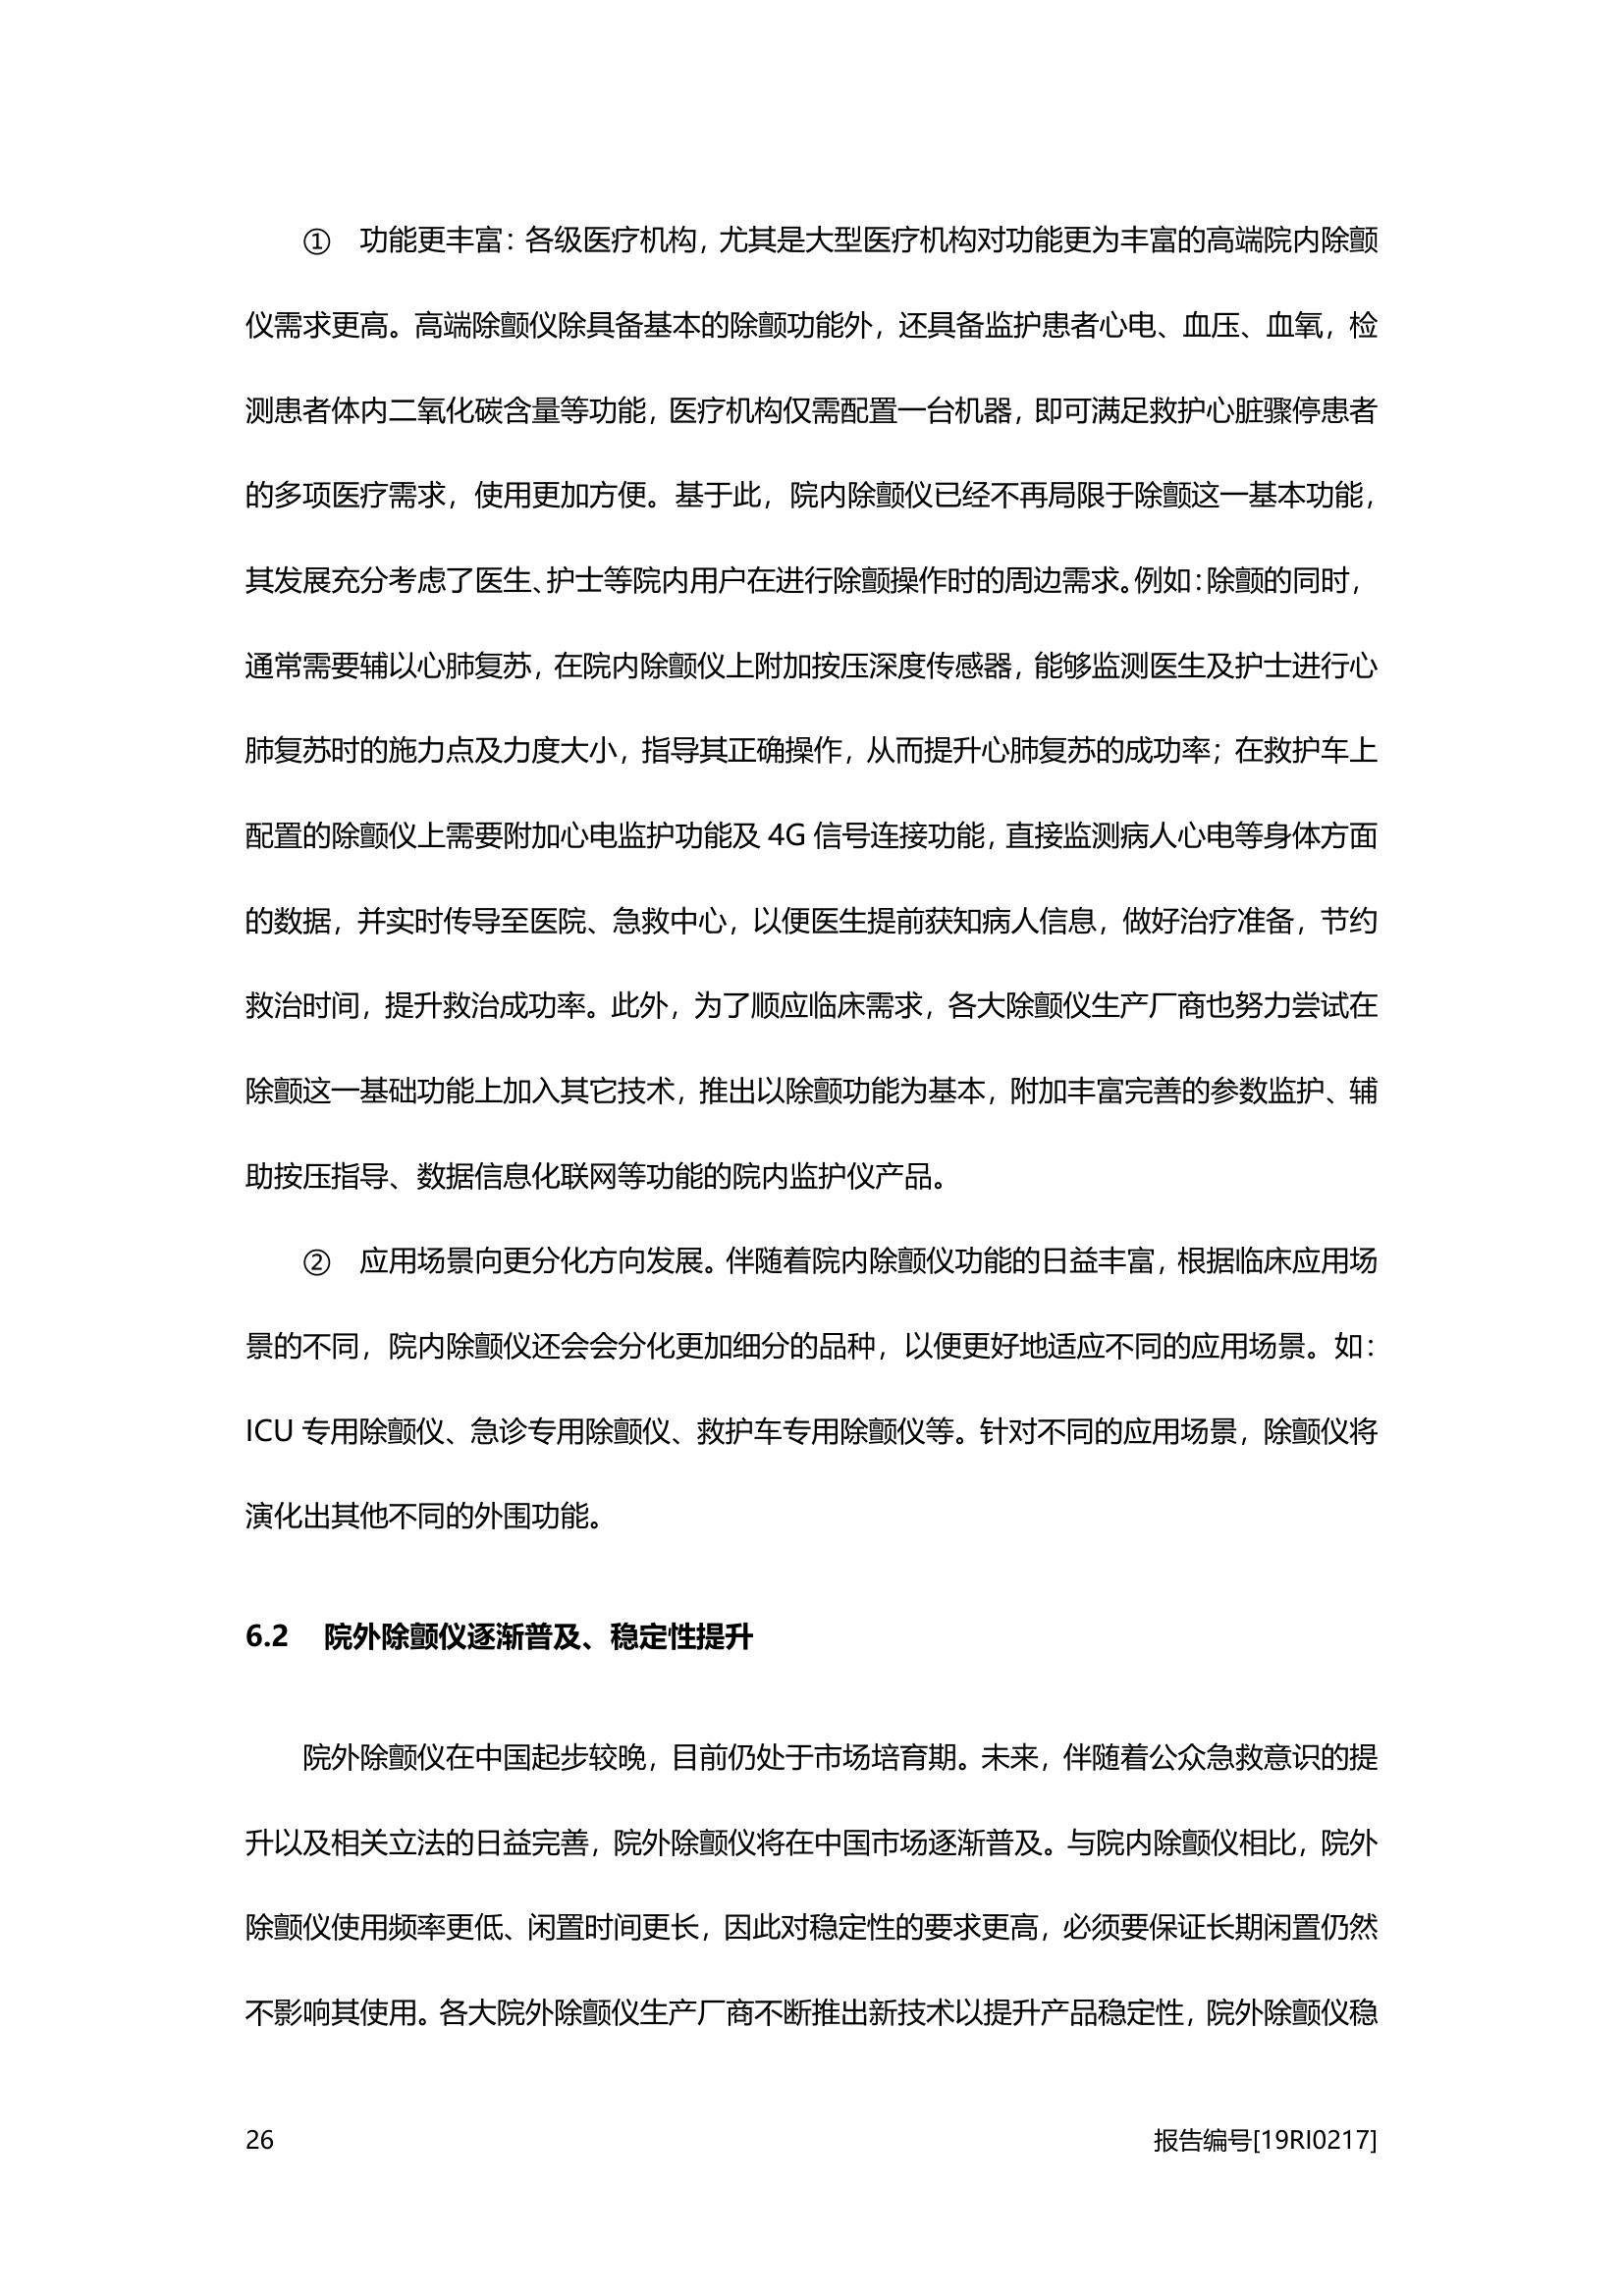 ① 功能更丰富：各级医疗机构，尤其是大型医疗机构对功能更为丰富的高端院内除颤
仪需求更高。高端除颤仪除具备基本的除颤功能外，还具备监护患者心电、血压、血氧，检
测患者体内二氧化碳含量等功能，医疗机构仅需配置一台机器，即可满足救护心脏骤停患者
的多项医疗需求，使用更加方便。基于此，院内除颤仪已经不再局限于除颤这一基本功能，
其发展充分考虑了医生、护士等院内用户在进行除颤操作时的周边需求。例如：除颤的同时，
通常需要辅以心肺复苏，在院内除颤仪上附加按压深度传感器，能够监测医生及护士进行心
肺复苏时的施力点及力度大小，指导其正确操作，从而提升心肺复苏的成功率；在救护车上
配置的除颤仪上需要附加心电监护功能及 4G 信号连接功能，直接监测病人心电等身体方面
的数据，并实时传导至医院、急救中心，以便医生提前获知病人信息，做好治疗准备，节约
救治时间，提升救治成功率。此外，为了顺应临床需求，各大除颤仪生产厂商也努力尝试在
除颤这一基础功能上加入其它技术，推出以除颤功能为基本，附加丰富完善的参数监护、辅
助按压指导、数据信息化联网等功能的院内监护仪产品。
② 应用场景向更分化方向发展。伴随着院内除颤仪功能的日益丰富，根据临床应用场
景的不同，院内除颤仪还会会分化更加细分的品种，以便更好地适应不同的应用场景。如：
ICU 专用除颤仪、急诊专用除颤仪、救护车专用除颤仪等。针对不同的应用场景，除颤仪将
演化出其他不同的外围功能。
6.2 院外除颤仪逐渐普及、稳定性提升
院外除颤仪在中国起步较晚，目前仍处于市场培育期。未来，伴随着公众急救意识的提
升以及相关立法的日益完善，院外除颤仪将在中国市场逐渐普及。与院内除颤仪相比，院外
除颤仪使用频率更低、闲置时间更长，因此对稳定性的要求更高，必须要保证长期闲置仍然
不影响其使用。各大院外除颤仪生产厂商不断推出新技术以提升产品稳定性，院外除颤仪稳
26 报告编号[19RI0217]